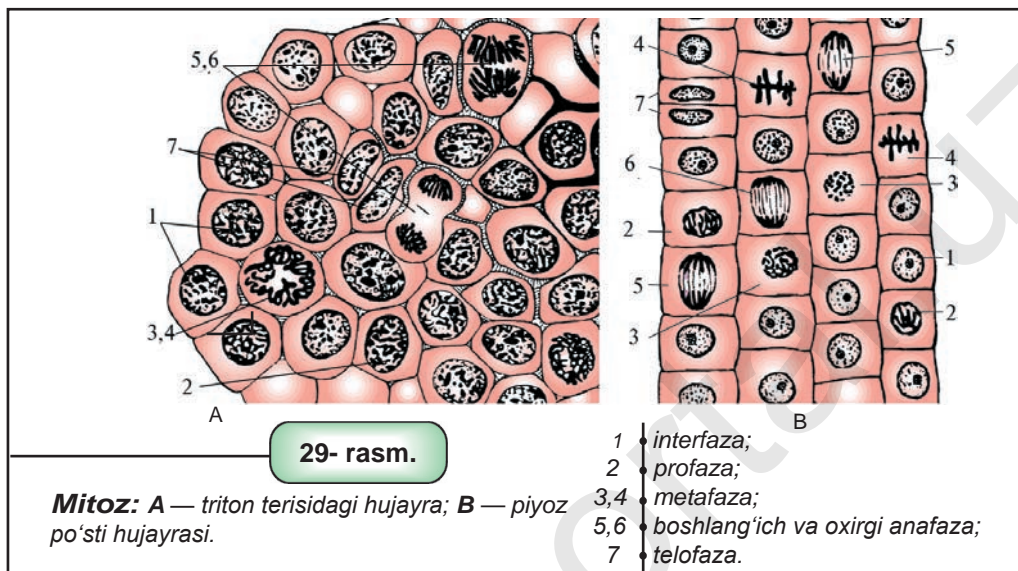 5,6
7
1
3,4
2
A
4
7
6
2
5
3
5
4
3
1
2
B
29- rasm.
Mitoz: A — triton terisidagi hujayra; B — piyoz
po‘sti hujayrasi.
1 interfaza;
2 profaza;
3,4 metafaza;
5,6 boshlang‘ich va oxirgi anafaza;
7 telofaza.